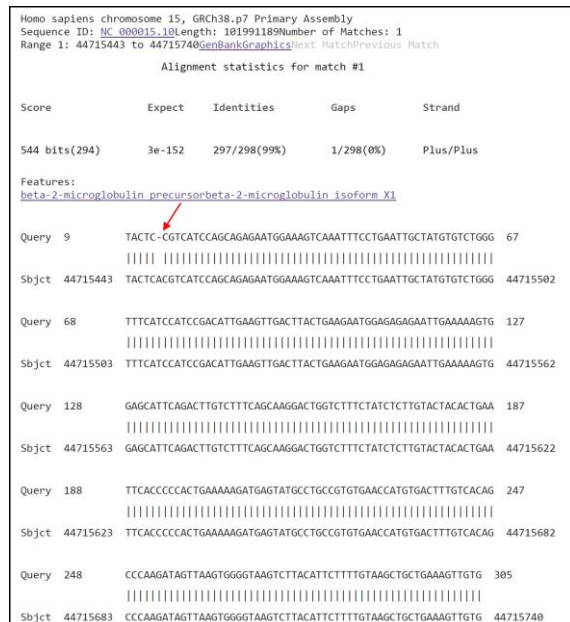 Homo sapiens chromosome 15, GRCh38.p7 Primary Assembly
Sequence ID: NC_000015.10Length: 101991189Number of Matches: 1
Range 1: 44715443 to 44715740GenBankGraphicsNext MatchPrevious Match
Alignment statistics for match #1
Score Expect Identities Gaps Strand
544 bits(294) 3e-152 297/298(99%) 1/298(0%) Plus/Plus
Features:
beta-2-microglobulin precursorbeta-2-microglobulin isoform X1
Query 9 TACTC-CGTCATCCAGCAGAGAATGGAAAGTCAAATTTCCTGAATTGCTATGTGTCTGGG 67
||||| ||||||||||||||||||||||||||||||||||||||||||||||||||||||
Sbjct 44715443 TACTCACGTCATCCAGCAGAGAATGGAAAGTCAAATTTCCTGAATTGCTATGTGTCTGGG 44715502
Query 68 TTTCATCCATCCGACATTGAAGTTGACTTACTGAAGAATGGAGAGAGAATTGAAAAAGTG 127
||||||||||||||||||||||||||||||||||||||||||||||||||||||||||||
Sbjct 44715503 TTTCATCCATCCGACATTGAAGTTGACTTACTGAAGAATGGAGAGAGAATTGAAAAAGTG 44715562
Query 128 GAGCATTCAGACTTGTCTTTCAGCAAGGACTGGTCTTTCTATCTCTTGTACTACACTGAA 187
||||||||||||||||||||||||||||||||||||||||||||||||||||||||||||
Sbjct 44715563 GAGCATTCAGACTTGTCTTTCAGCAAGGACTGGTCTTTCTATCTCTTGTACTACACTGAA 44715622
Query 188 TTCACCCCCACTGAAAAAGATGAGTATGCCTGCCGTGTGAACCATGTGACTTTGTCACAG 247
||||||||||||||||||||||||||||||||||||||||||||||||||||||||||||
Sbjct 44715623 TTCACCCCCACTGAAAAAGATGAGTATGCCTGCCGTGTGAACCATGTGACTTTGTCACAG 44715682
Query 248 CCCAAGATAGTTAAGTGGGGTAAGTCTTACATTCTTTTGTAAGCTGCTGAAAGTTGTG 305
||||||||||||||||||||||||||||||||||||||||||||||||||||||||||
Sbjct 44715683 CCCAAGATAGTTAAGTGGGGTAAGTCTTACATTCTTTTGTAAGCTGCTGAAAGTTGTG 44715740